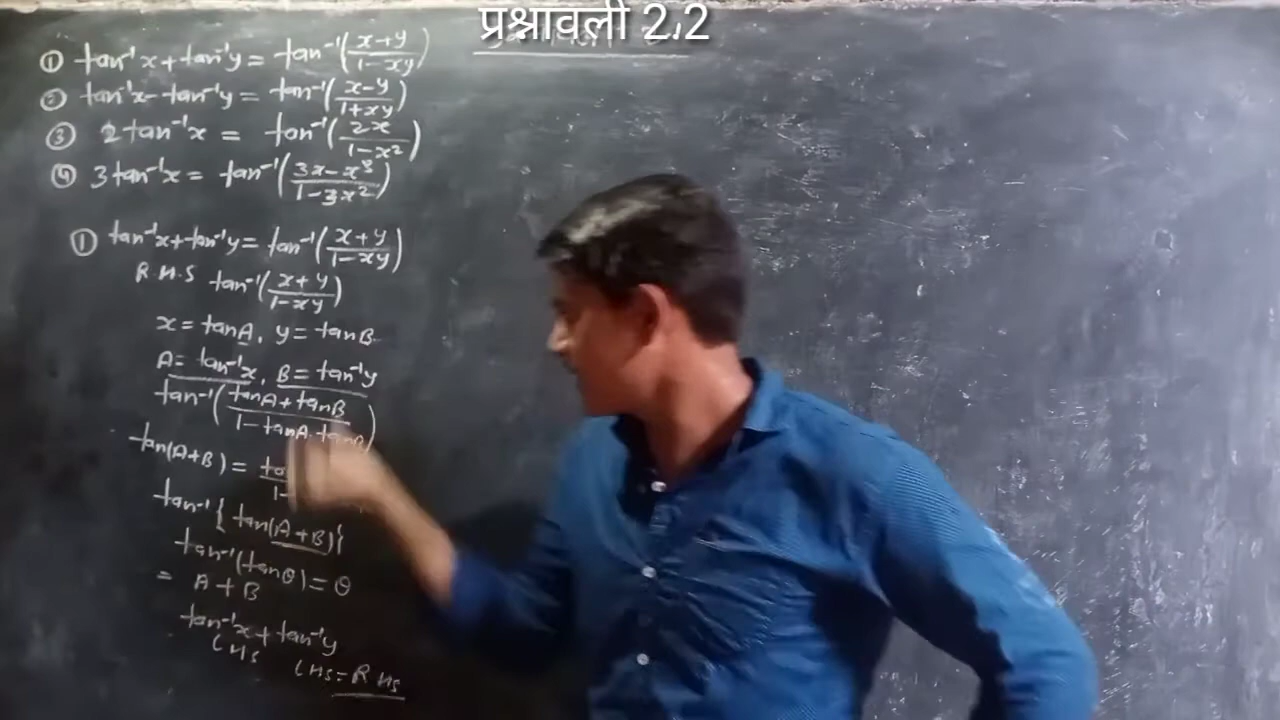 प्रश्नावली 2.2
① tan⁻¹x + tan⁻¹y = tan⁻¹((x+y)/(1-xy))
② tan⁻¹x - tan⁻¹y = tan⁻¹((x-y)/(1+xy))
③ 2tan⁻¹x = tan⁻¹((2x)/(1-x²))
④ 3tan⁻¹x = tan⁻¹((3x-x³)/(1-3x²))
① tan⁻¹x + tan⁻¹y = tan⁻¹((x+y)/(1-xy))
R.H.S tan⁻¹((x+y)/(1-xy))
x = tanA, y = tanB
A = tan⁻¹x, B = tan⁻¹y
tan⁻¹((tanA + tanB)/(1 - tanA.tanB))
tan(A+B) =
tan⁻¹{tan(A+B)}
tan⁻¹(tanθ) = θ
= A + B
tan⁻¹x + tan⁻¹y
LHS
LHS = RHS